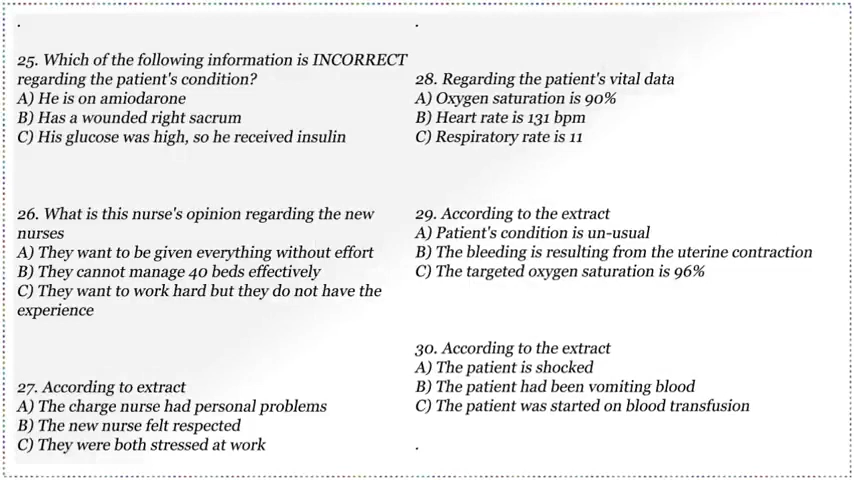 .
25. Which of the following information is INCORRECT
regarding the patient's condition?
A) He is on amiodarone
B) Has a wounded right sacrum
C) His glucose was high, so he received insulin
26. What is this nurse's opinion regarding the new
nurses
A) They want to be given everything without effort
B) They cannot manage 40 beds effectively
C) They want to work hard but they do not have the
experience
27. According to extract
A) The charge nurse had personal problems
B) The new nurse felt respected
C) They were both stressed at work
.
28. Regarding the patient's vital data
A) Oxygen saturation is 90%
B) Heart rate is 131 bpm
C) Respiratory rate is 11
29. According to the extract
A) Patient's condition is un-usual
B) The bleeding is resulting from the uterine contraction
C) The targeted oxygen saturation is 96%
30. According to the extract
A) The patient is shocked
B) The patient had been vomiting blood
C) The patient was started on blood transfusion
.